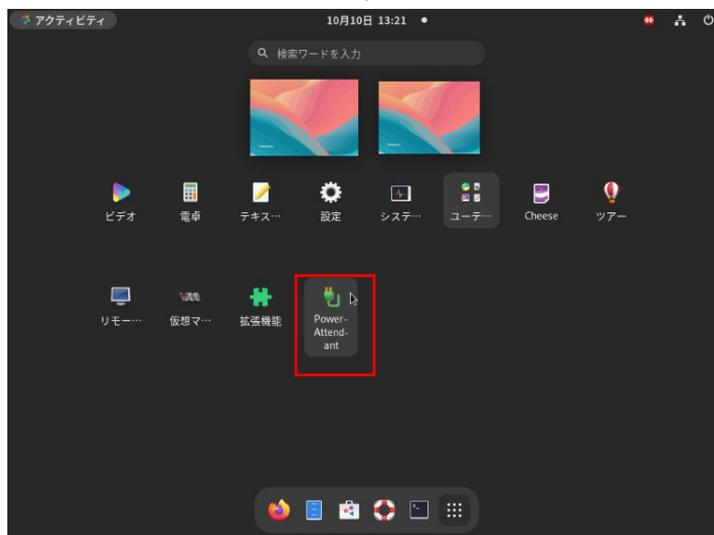 アクティビティ
10月10日 13:21
検索ワードを入力
ビデオ
電卓
テキス…
設定
システ…
ユーテ…
Cheese
ツアー
リモー…
仮想マ…
拡張機能
Power-
Attend-
ant